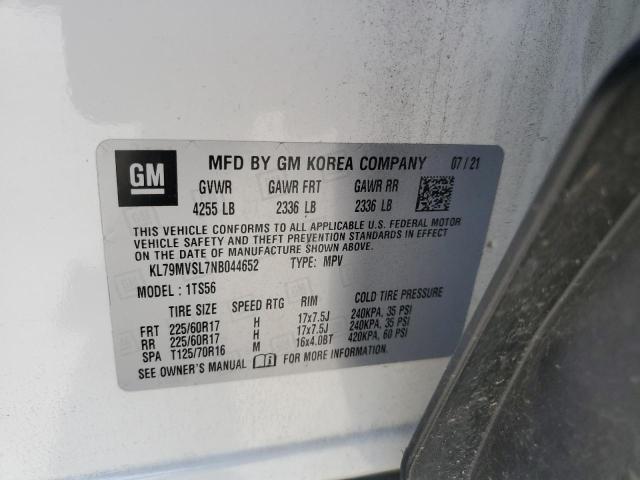 GM MFD BY GM KOREA COMPANY 07/21
GVWR GAWR FRT GAWR RR
4255 LB 2336 LB 2336 LB
THIS VEHICLE CONFORMS TO ALL APPLICABLE U.S. FEDERAL MOTOR
VEHICLE SAFETY AND THEFT PREVENTION STANDARDS IN EFFECT
ON THE DATE OF MANUFACTURE SHOWN ABOVE.
KL79MVSL7NB044652 TYPE: MPV
MODEL : 1TS56
TIRE SIZE SPEED RTG RIM COLD TIRE PRESSURE
FRT 225/60R17 H 17x7.5J 240KPA, 35 PSI
RR 225/60R17 H 17x7.5J 240KPA, 35 PSI
SPA T125/70R16 M 16x4.0BT 420KPA, 60 PSI
SEE OWNER'S MANUAL FOR MORE INFORMATION.